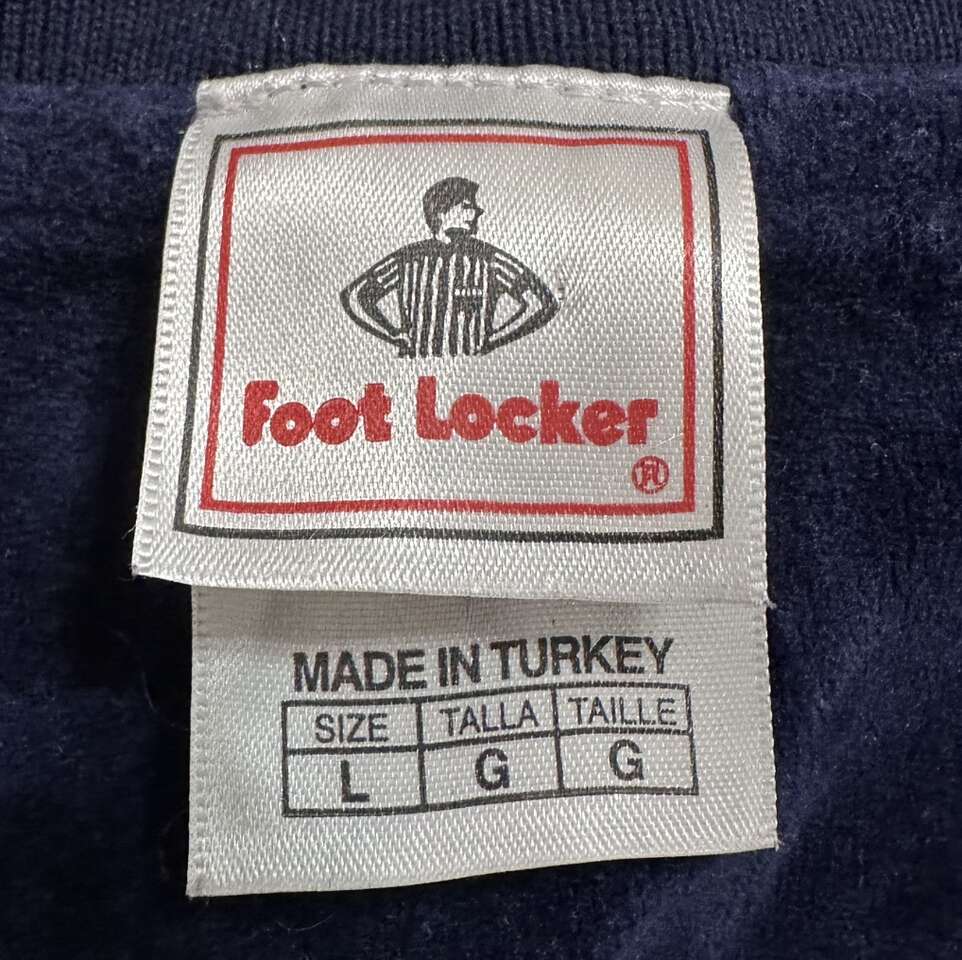 Foot Locker
®
MADE IN TURKEY
SIZE TALLA TAILLE
L G G